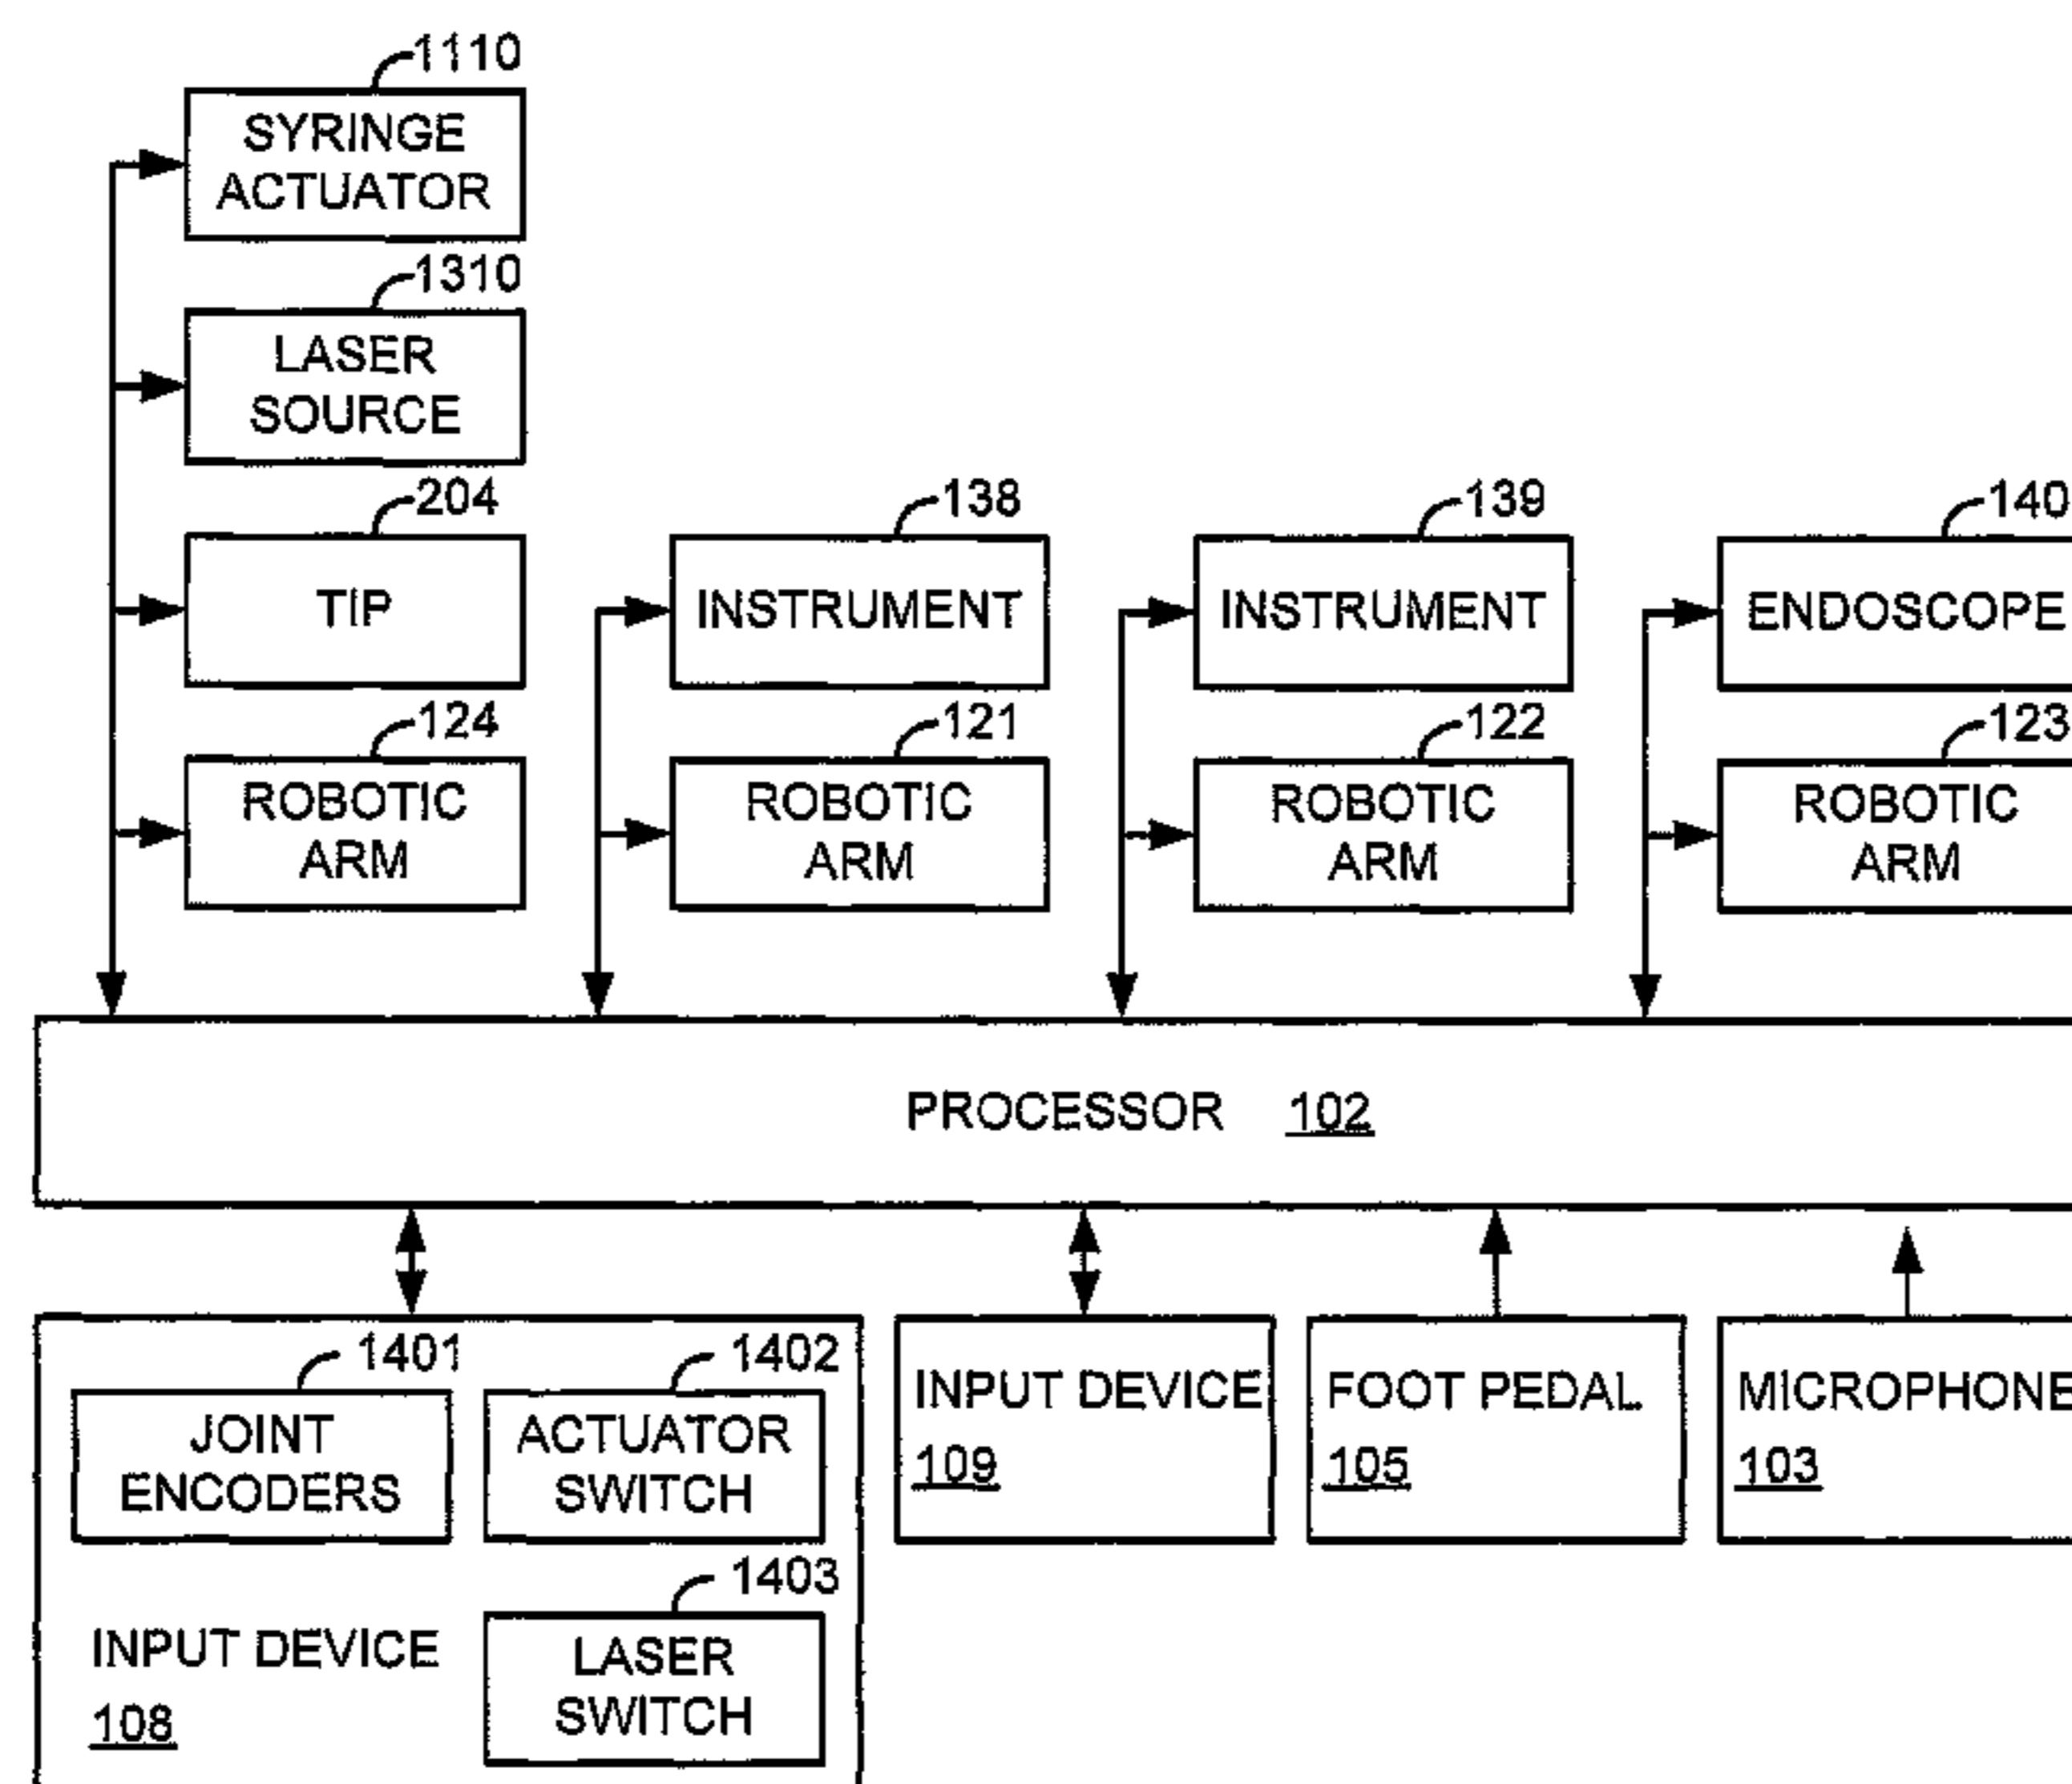 1110
SYRINGE
ACTUATOR
1310
LASER
SOURCE
204
TIP
138
INSTRUMENT
139
INSTRUMENT
140
ENDOSCOPE
124
ROBOTIC
ARM
121
ROBOTIC
ARM
122
ROBOTIC
ARM
123
ROBOTIC
ARM
PROCESSOR 102
1401
JOINT
ENCODERS
1402
ACTUATOR
SWITCH
1403
LASER
SWITCH
INPUT DEVICE
108
INPUT DEVICE
109
FOOT PEDAL
105
MICROPHONE
103